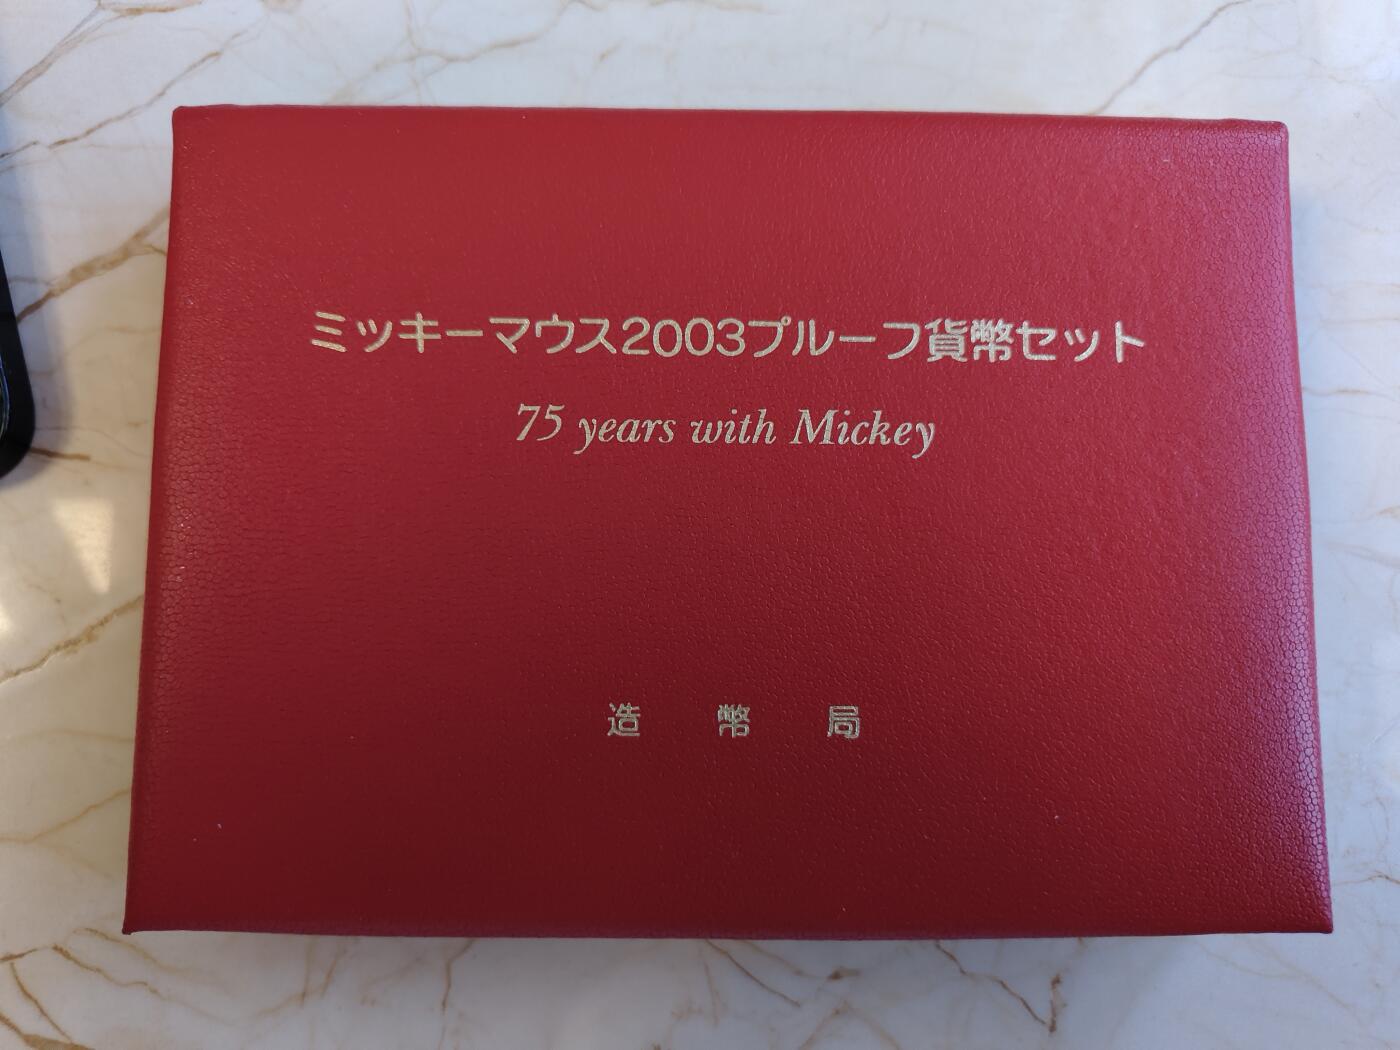 ミッキーマウス2003プルーフ貨幣セット
75 years with Mickey
造幣局